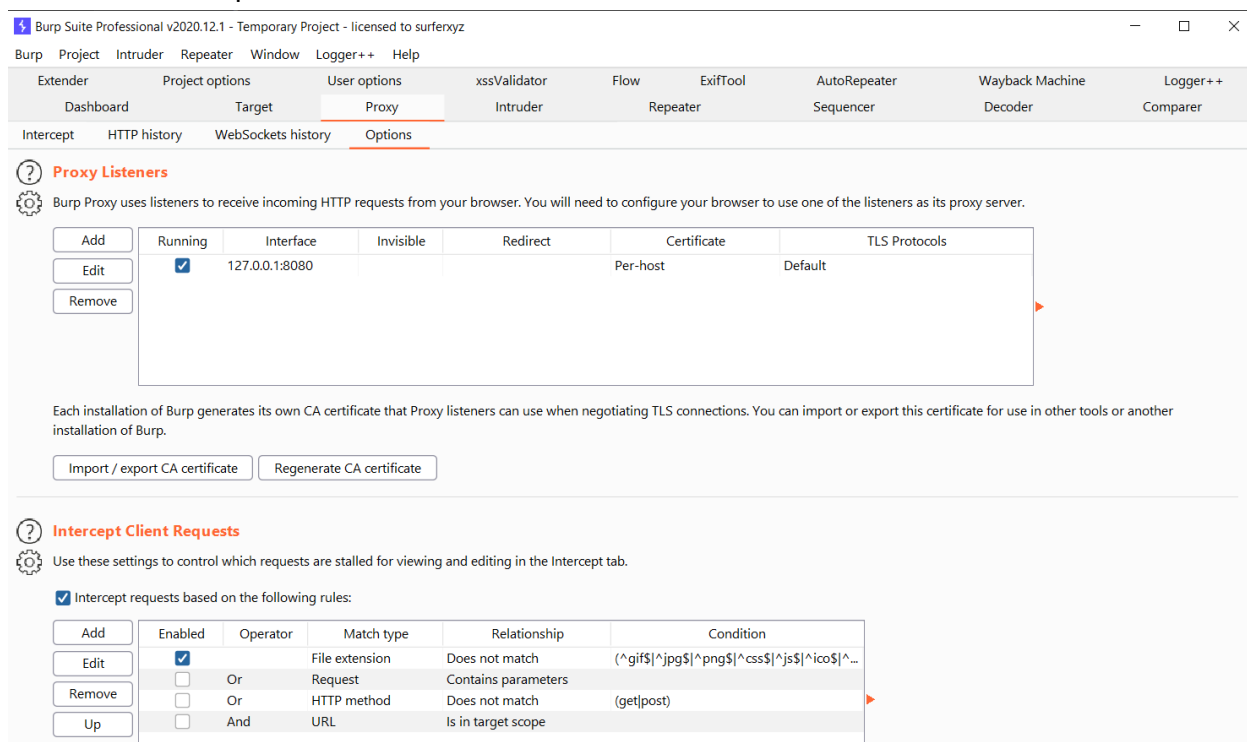 Burp Suite Professional v2020.12.1 - Temporary Project - licensed to surferxyz
Burp Project Intruder Repeater Window Logger++ Help
Extender Project options User options xssValidator Flow ExifTool AutoRepeater Wayback Machine Logger++
Dashboard Target Proxy Intruder Repeater Sequencer Decoder Comparer
Intercept HTTP history WebSockets history Options
Proxy Listeners
Burp Proxy uses listeners to receive incoming HTTP requests from your browser. You will need to configure your browser to use one of the listeners as its proxy server.
Add Running Interface Invisible Redirect Certificate TLS Protocols
Edit 127.0.0.1:8080 Per-host Default
Remove
Each installation of Burp generates its own CA certificate that Proxy listeners can use when negotiating TLS connections. You can import or export this certificate for use in other tools or another
installation of Burp.
Import / export CA certificate Regenerate CA certificate
Intercept Client Requests
Use these settings to control which requests are stalled for viewing and editing in the Intercept tab.
Intercept requests based on the following rules:
Add Enabled Operator Match type Relationship Condition
Edit File extension Does not match (^gif$|^jpg$|^png$|^css$|^js$|^ico$|^...
Or Request Contains parameters
Remove Or HTTP method Does not match (get|post)
Up And URL Is in target scope